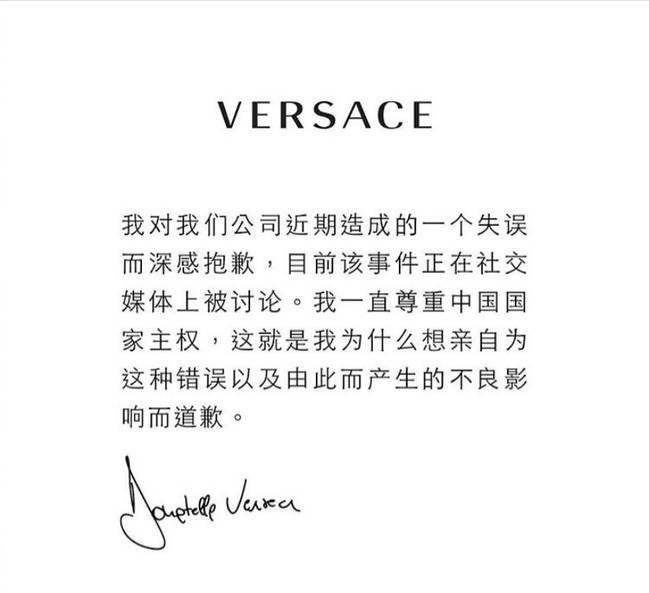 VERSACE
我对我们公司近期造成的一个失误
而深感抱歉，目前该事件正在社交
媒体上被讨论。我一直尊重中国国
家主权，这就是我为什么想亲自为
这种错误以及由此而产生的不良影
响而道歉。
Donatella Versace